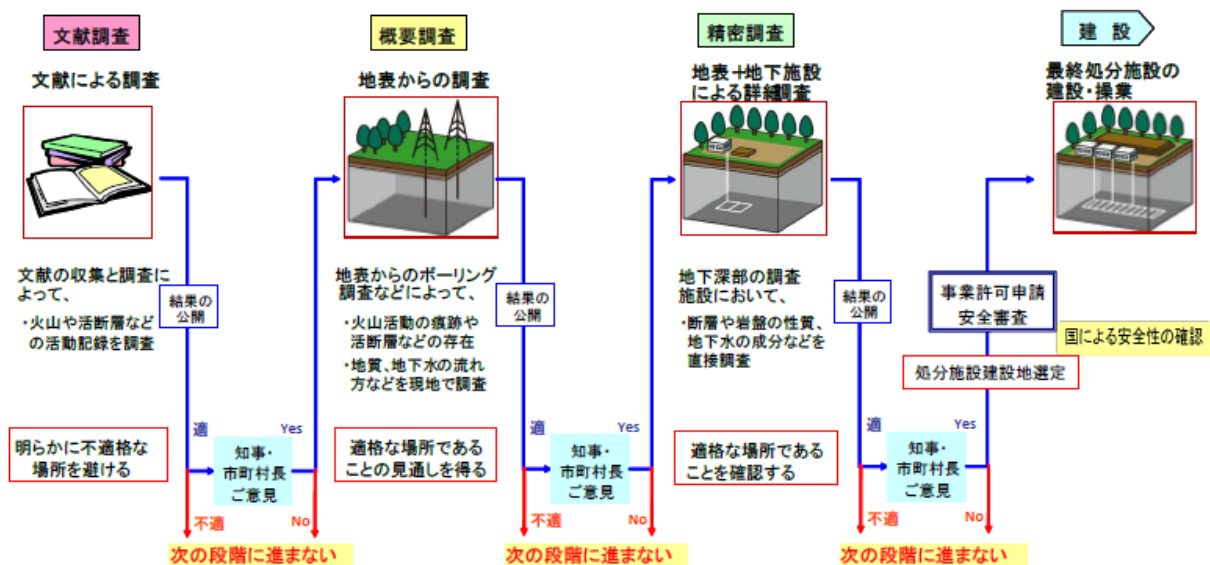 文献調査
文献による調査
文献の収集と調査に
よって、
・火山や活断層など
の活動記録を調査
明らかに不適格な
場所を避ける
結果の
公開
適
不適
知事・
市町村長
ご意見
Yes
No
次の段階に進まない
概要調査
地表からの調査
地表からのボーリング
調査などによって、
・火山活動の痕跡や
活断層などの存在
・地質、地下水の流れ
方などを現地で調査
適格な場所である
ことの見通しを得る
結果の
公開
適
不適
知事・
市町村長
ご意見
Yes
No
次の段階に進まない
精密調査
地表+地下施設
による詳細調査
地下深部の調査
施設において、
・断層や岩盤の性質、
地下水の成分などを
直接調査
適格な場所である
ことを確認する
結果の
公開
適
不適
知事・
市町村長
ご意見
Yes
No
次の段階に進まない
建 設
最終処分施設の
建設・操業
事業許可申請
安全審査
国による安全性の確認
処分施設建設地選定